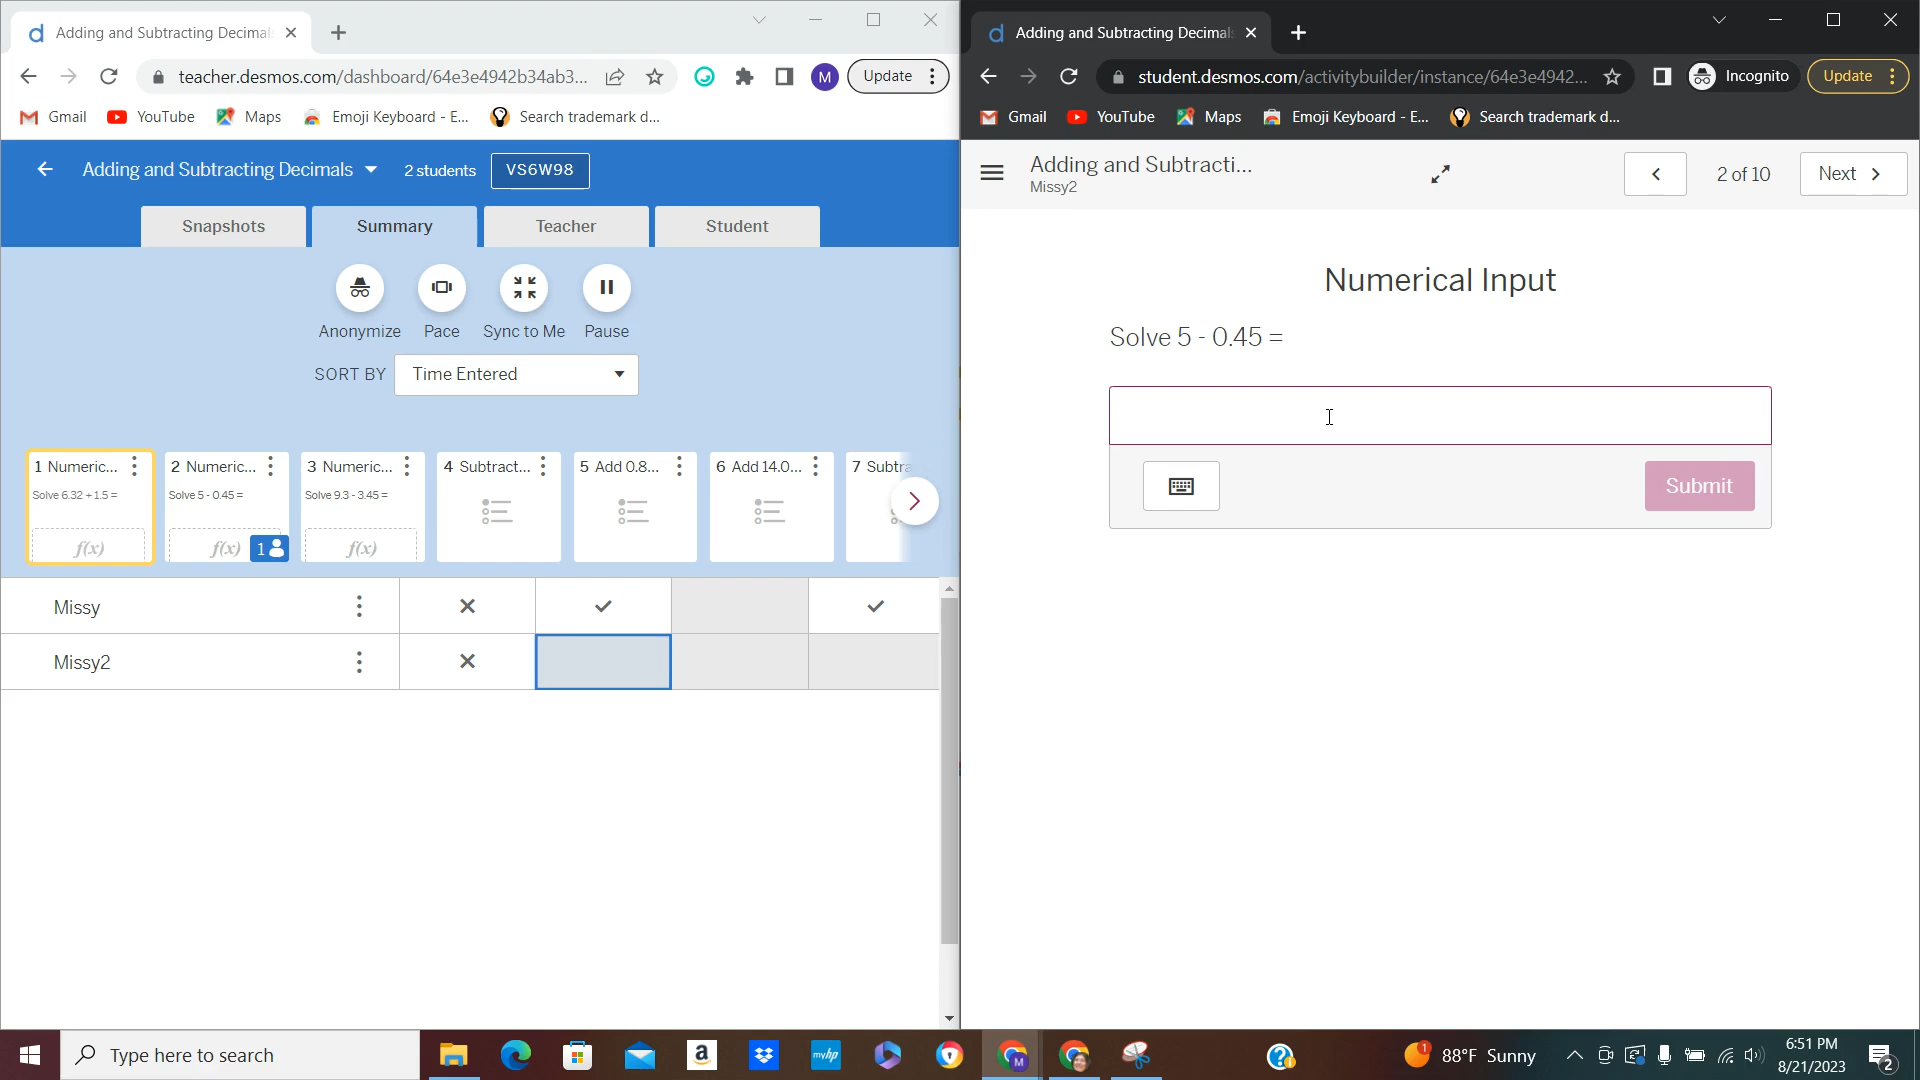 Adding and Subtracting Decimal
teacher.desmos.com/dashboard/64e3e4942b34ab3...
M
Update
Gmail
YouTube
Maps
Emoji Keyboard - E...
Search trademark d...
Adding and Subtracting Decimals
2 students
VS6W98
Snapshots
Summary
Teacher
Student
Anonymize
Pace
Sync to Me
Pause
SORT BY
Time Entered
1 Numeric...
Solve 6.32 + 1.5 =
f(x)
2 Numeric...
Solve 5 - 0.45 =
f(x)
1
3 Numeric...
Solve 9.3 - 3.45 =
f(x)
4 Subtract...
5 Add 0.8...
6 Add 14.0...
7 Subtra
Missy
Missy2
Adding and Subtracting Decimal
student.desmos.com/activitybuilder/instance/64e3e4942...
Incognito
Update
Gmail
YouTube
Maps
Emoji Keyboard - E...
Search trademark d...
Adding and Subtracti...
Missy2
2 of 10
Next
Numerical Input
Solve 5 - 0.45 =
Submit
Type here to search
a
myhp
M
1
88°F Sunny
6:51 PM
8/21/2023
2